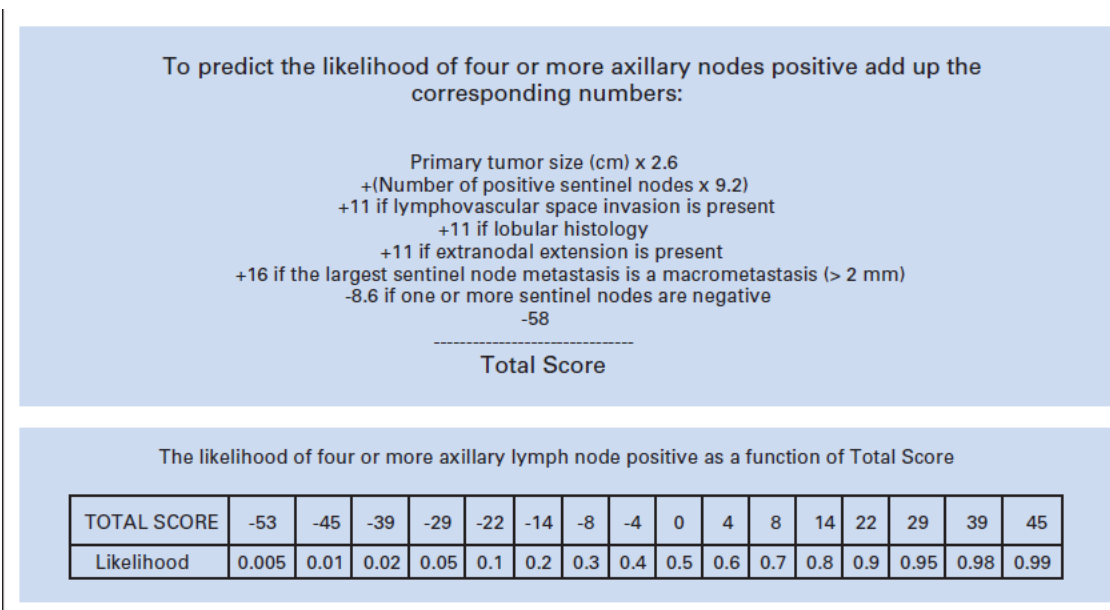 To predict the likelihood of four or more axillary nodes positive add up the
corresponding numbers:
Primary tumor size (cm) x 2.6
+(Number of positive sentinel nodes x 9.2)
+11 if lymphovascular space invasion is present
+11 if lobular histology
+11 if extranodal extension is present
+16 if the largest sentinel node metastasis is a macrometastasis (> 2 mm)
-8.6 if one or more sentinel nodes are negative
-58
--------------------------------
Total Score
The likelihood of four or more axillary lymph node positive as a function of Total Score
TOTAL SCORE -53 -45 -39 -29 -22 -14 -8 -4 0 4 8 14 22 29 39 45
Likelihood 0.005 0.01 0.02 0.05 0.1 0.2 0.3 0.4 0.5 0.6 0.7 0.8 0.9 0.95 0.98 0.99